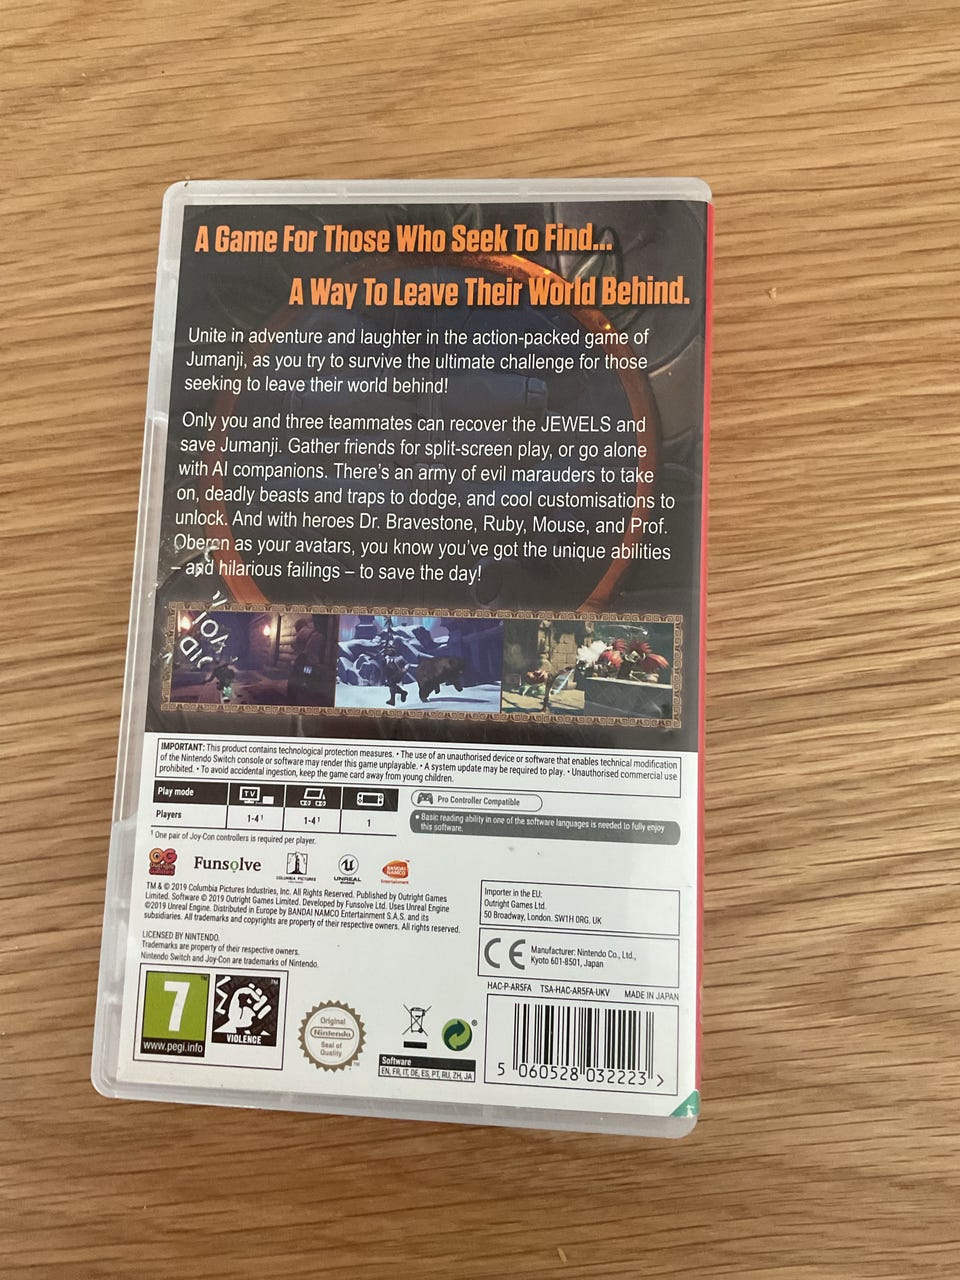 A Game For Those Who Seek To Find...
A Way To Leave Their World Behind.
Unite in adventure and laughter in the action-packed game of
Jumanji, as you try to survive the ultimate challenge for those
seeking to leave their world behind!
Only you and three teammates can recover the JEWELS and
save Jumanji. Gather friends for split-screen play, or go alone
with AI companions. There's an army of evil marauders to take
on, deadly beasts and traps to dodge, and cool customisations to
unlock. And with heroes Dr. Bravestone, Ruby, Mouse, and Prof.
Oberon as your avatars, you know you've got the unique abilities
– and hilarious failings – to save the day!
VOID
IMPORTANT: This product contains technological protection measures. • The use of an unauthorised device or software that enables technical modification
of the Nintendo Switch console or software may render this game unplayable. • A system update may be required to play. • Unauthorised commercial use
prohibited. • To avoid accidental ingestion, keep the game card away from young children.
Play mode TV
Players 1-4¹ 1-4¹ 1
Pro Controller Compatible
• Basic reading ability in one of the software languages is needed to fully enjoy
this software.
¹ One pair of Joy-Con controllers is required per player.
OG Outright Games Funsolve COLUMBIA PICTURES UNREAL ENGINE BANDAI NAMCO Entertainment
TM & © 2019 Columbia Pictures Industries, Inc. All Rights Reserved. Published by Outright Games
Limited. Software © 2019 Outright Games Limited. Developed by Funsolve Ltd. Uses Unreal Engine
©2019 Unreal Engine. Distributed in Europe by BANDAI NAMCO Entertainment S.A.S. and its
subsidiaries. All trademarks and copyrights are property of their respective owners. All rights reserved.
LICENSED BY NINTENDO.
Trademarks are property of their respective owners.
Nintendo Switch and Joy-Con are trademarks of Nintendo.
Importer in the EU:
Outright Games Ltd.
50 Broadway, London. SW1H 0RG. UK
CE Manufacturer: Nintendo Co., Ltd.,
Kyoto 601-8501, Japan
HAC-P-AR5FA TSA-HAC-AR5FA-UKV MADE IN JAPAN
7 ™
www.pegi.info
™
VIOLENCE
Original
Nintendo
Seal of
Quality
™
®
Software
EN, FR, IT, DE, ES, PT, RU, ZH, JA
5 060528 032223 >